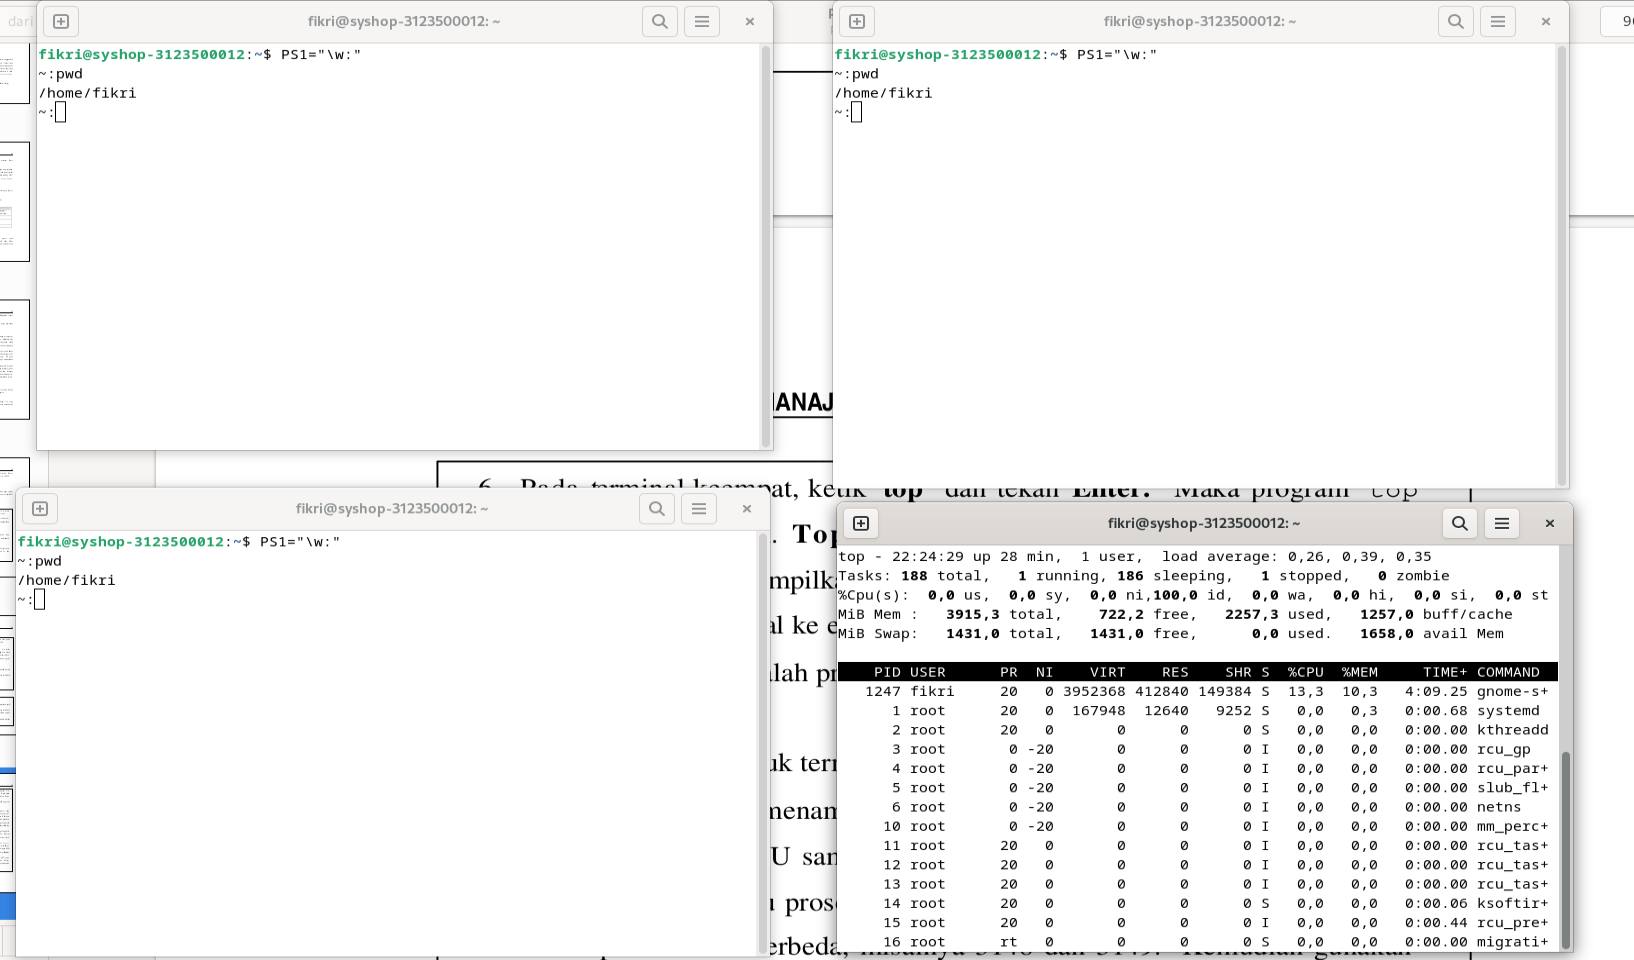 dari
fikri@syshop-3123500012: ~
fikri@syshop-3123500012:~$ PS1="\w:"
~:pwd
/home/fikri
~:
fikri@syshop-3123500012: ~
fikri@syshop-3123500012:~$ PS1="\w:"
~:pwd
/home/fikri
~:
ANAJ
6. Pada terminal keempat, ketik top dan tekan Enter. Maka program top
. Top
mpilka
al ke e
alah pr
uk tern
menam
U sam
u prose
erbeda, misalnya 5148 dan 5149. Kemudian gunakan
fikri@syshop-3123500012: ~
fikri@syshop-3123500012:~$ PS1="\w:"
~:pwd
/home/fikri
~:
fikri@syshop-3123500012: ~
top - 22:24:29 up 28 min,  1 user,  load average: 0,26, 0,39, 0,35
Tasks: 188 total,   1 running, 186 sleeping,   1 stopped,   0 zombie
%Cpu(s):  0,0 us,  0,0 sy,  0,0 ni,100,0 id,  0,0 wa,  0,0 hi,  0,0 si,  0,0 st
MiB Mem :   3915,3 total,    722,2 free,   2257,3 used,   1257,0 buff/cache
MiB Swap:   1431,0 total,   1431,0 free,      0,0 used.   1658,0 avail Mem
PID USER      PR  NI    VIRT    RES    SHR S  %CPU  %MEM     TIME+ COMMAND
1247 fikri     20   0 3952368 412840 149384 S  13,3  10,3   4:09.25 gnome-s+
1 root      20   0  167948  12640   9252 S   0,0   0,3   0:00.68 systemd
2 root      20   0       0      0      0 S   0,0   0,0   0:00.00 kthreadd
3 root       0 -20       0      0      0 I   0,0   0,0   0:00.00 rcu_gp
4 root       0 -20       0      0      0 I   0,0   0,0   0:00.00 rcu_par+
5 root       0 -20       0      0      0 I   0,0   0,0   0:00.00 slub_fl+
6 root       0 -20       0      0      0 I   0,0   0,0   0:00.00 netns
10 root       0 -20       0      0      0 I   0,0   0,0   0:00.00 mm_perc+
11 root      20   0       0      0      0 I   0,0   0,0   0:00.00 rcu_tas+
12 root      20   0       0      0      0 I   0,0   0,0   0:00.00 rcu_tas+
13 root      20   0       0      0      0 I   0,0   0,0   0:00.00 rcu_tas+
14 root      20   0       0      0      0 S   0,0   0,0   0:00.06 ksoftir+
15 root      20   0       0      0      0 I   0,0   0,0   0:00.44 rcu_pre+
16 root      rt   0       0      0      0 S   0,0   0,0   0:00.00 migrati+